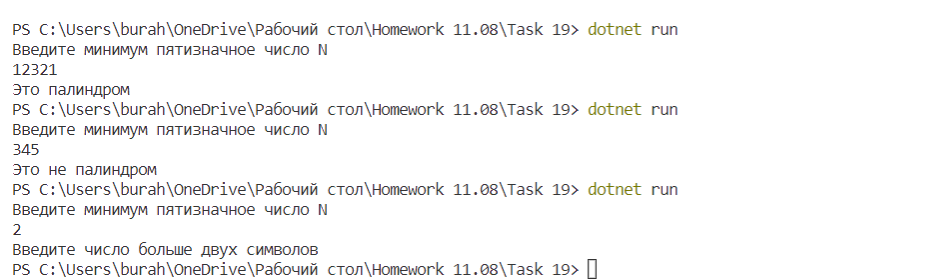 PS C:\Users\burah\OneDrive\Рабочий стол\Homework 11.08\Task 19> dotnet run
Введите минимум пятизначное число N
12321
Это палиндром
PS C:\Users\burah\OneDrive\Рабочий стол\Homework 11.08\Task 19> dotnet run
Введите минимум пятизначное число N
345
Это не палиндром
PS C:\Users\burah\OneDrive\Рабочий стол\Homework 11.08\Task 19> dotnet run
Введите минимум пятизначное число N
2
Введите число больше двух символов
PS C:\Users\burah\OneDrive\Рабочий стол\Homework 11.08\Task 19>